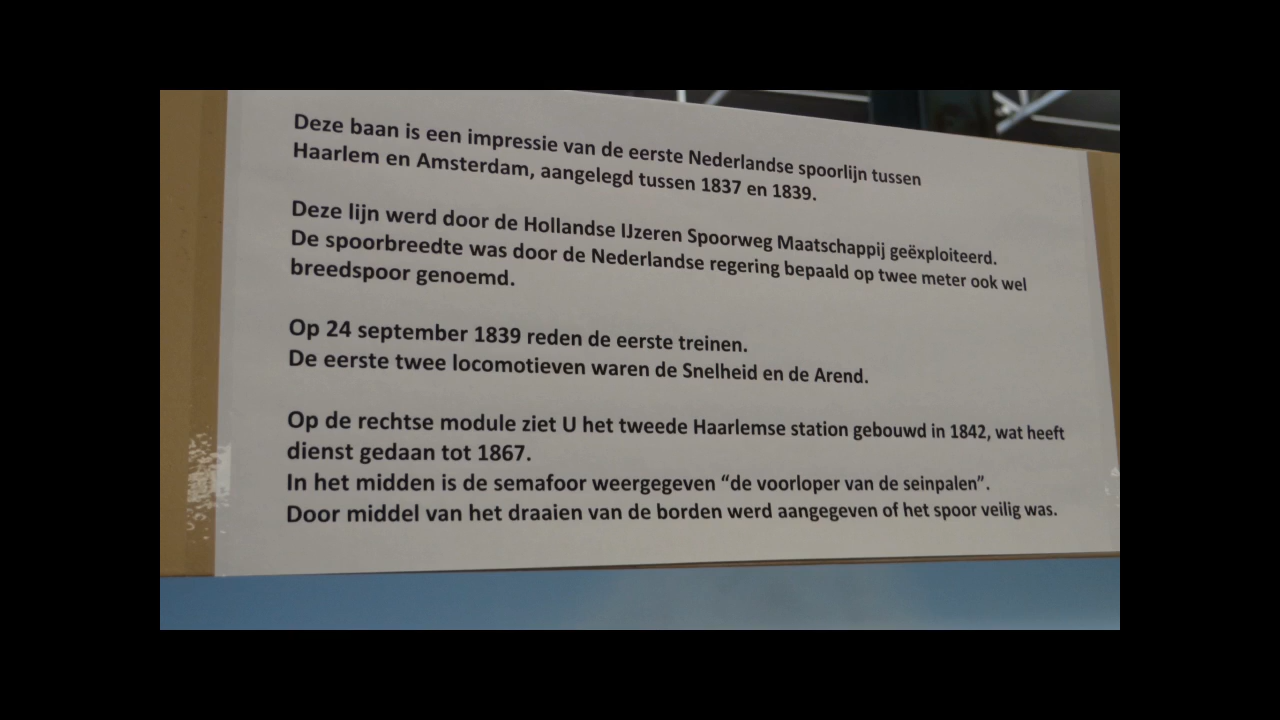 Deze baan is een impressie van de eerste Nederlandse spoorlijn tussen
Haarlem en Amsterdam, aangelegd tussen 1837 en 1839.
Deze lijn werd door de Hollandse IJzeren Spoorweg Maatschappij geëxploiteerd.
De spoorbreedte was door de Nederlandse regering bepaald op twee meter ook wel
breedspoor genoemd.
Op 24 september 1839 reden de eerste treinen.
De eerste twee locomotieven waren de Snelheid en de Arend.
Op de rechtse module ziet U het tweede Haarlemse station gebouwd in 1842, wat heeft
dienst gedaan tot 1867.
In het midden is de semafoor weergegeven “de voorloper van de seinpalen”.
Door middel van het draaien van de borden werd aangegeven of het spoor veilig was.